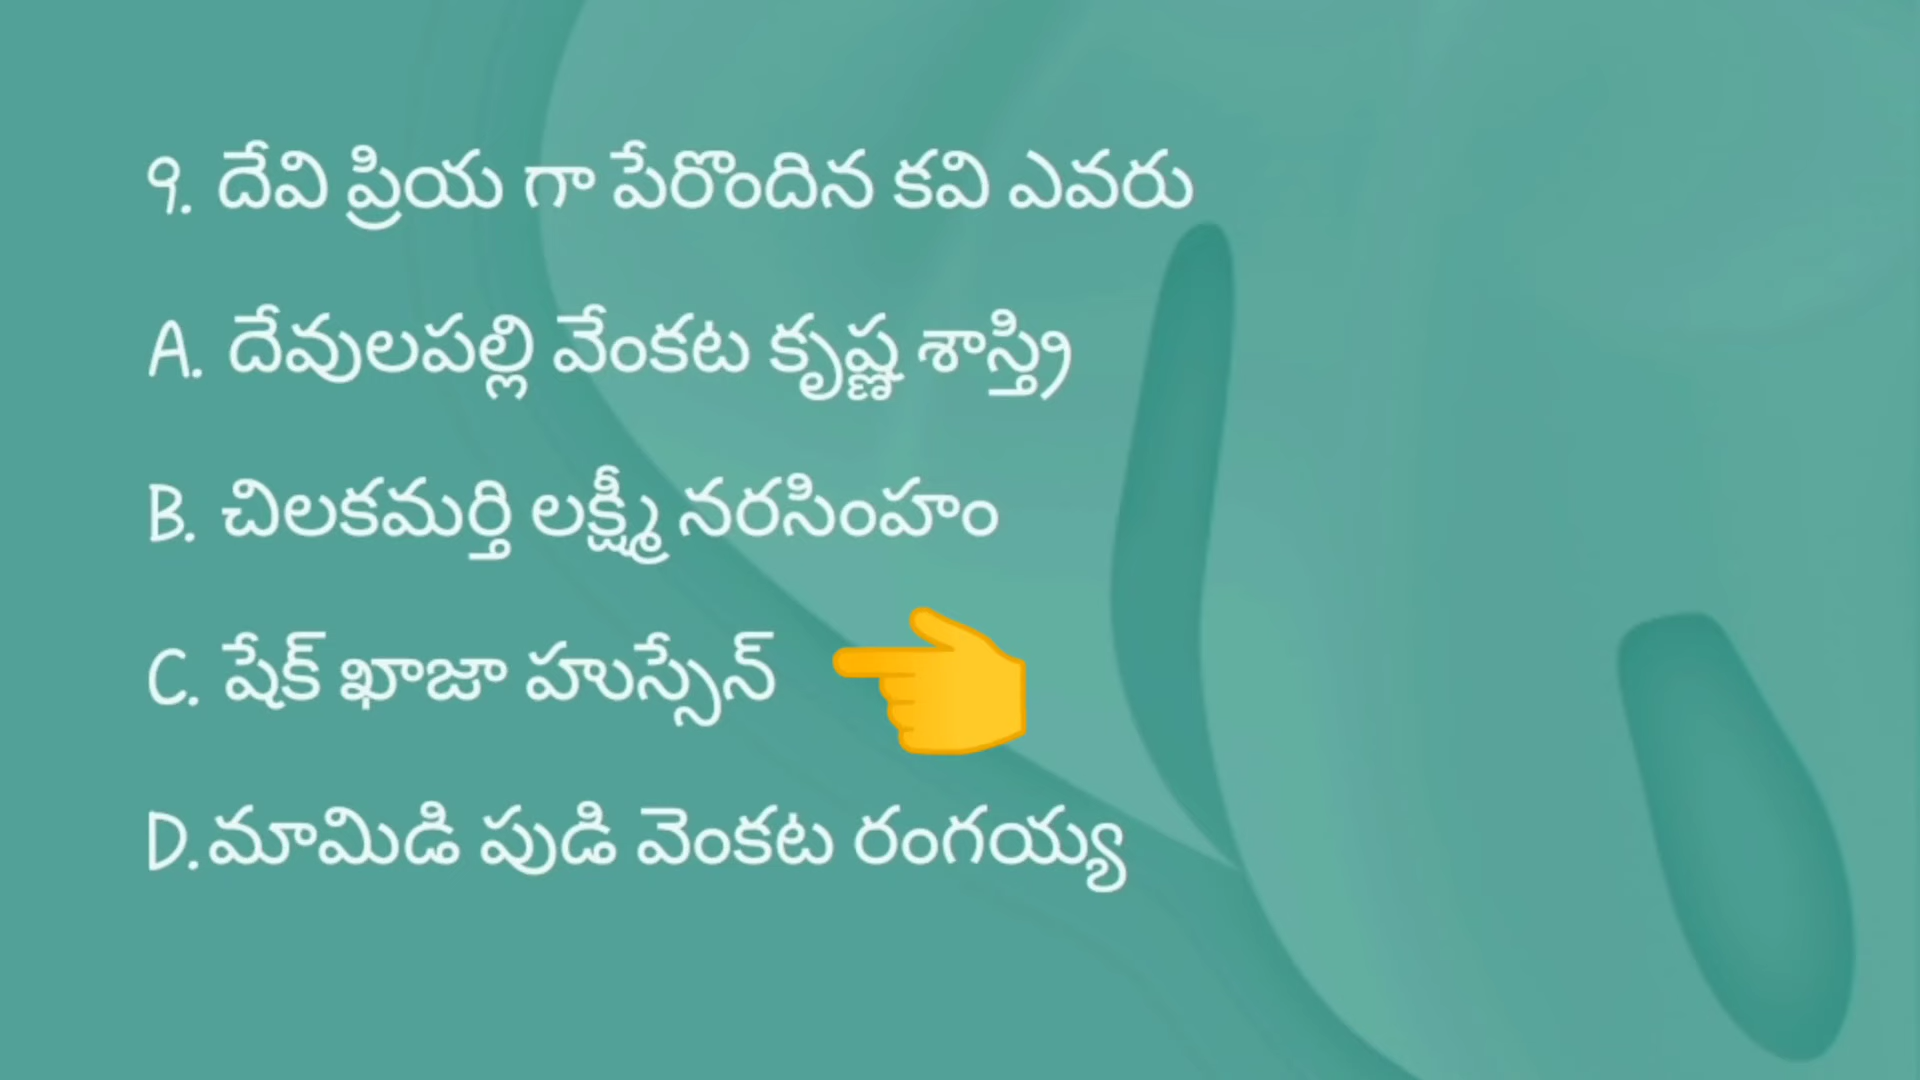 9. దేవి ప్రియ గా పేరొందిన కవి ఎవరు
A. దేవులపల్లి వేంకట కృష్ణ శాస్త్రి
B. చిలకమర్తి లక్ష్మీ నరసింహం
C. షేక్ ఖాజా హుస్సేన్
D.మామిడి పుడి వెంకట రంగయ్య